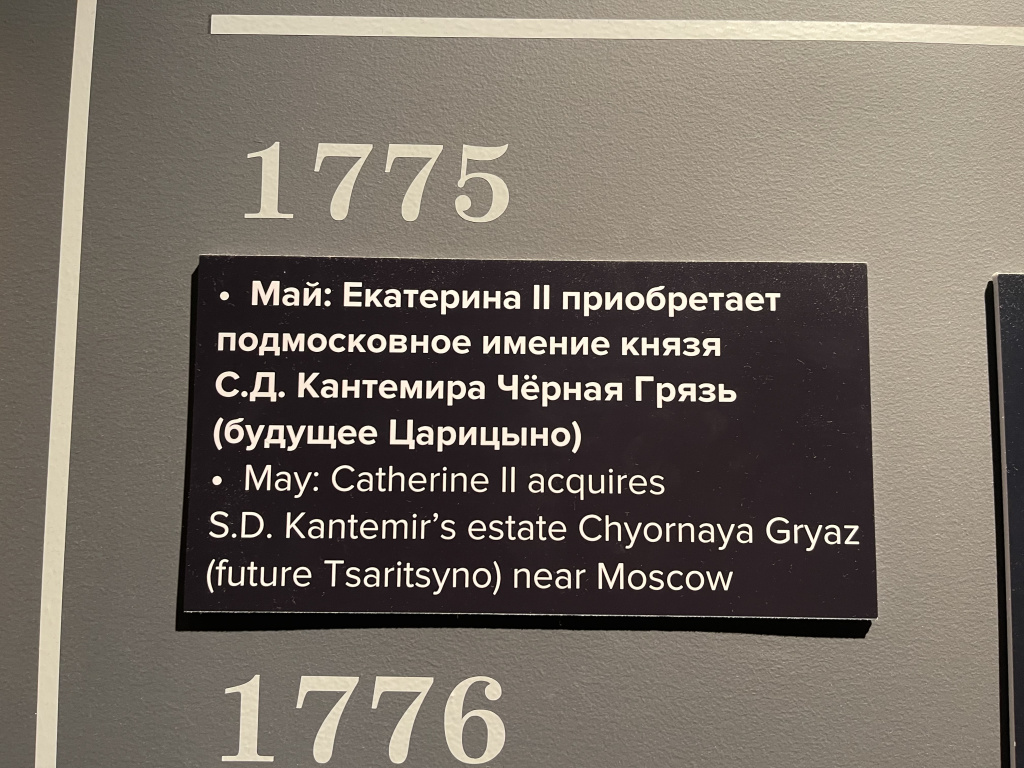 1775
• Май: Екатерина II приобретает
подмосковное имение князя
С.Д. Кантемира Чёрная Грязь
(будущее Царицыно)
• May: Catherine II acquires
S.D. Kantemir’s estate Chyornaya Gryaz
(future Tsaritsyno) near Moscow
1776